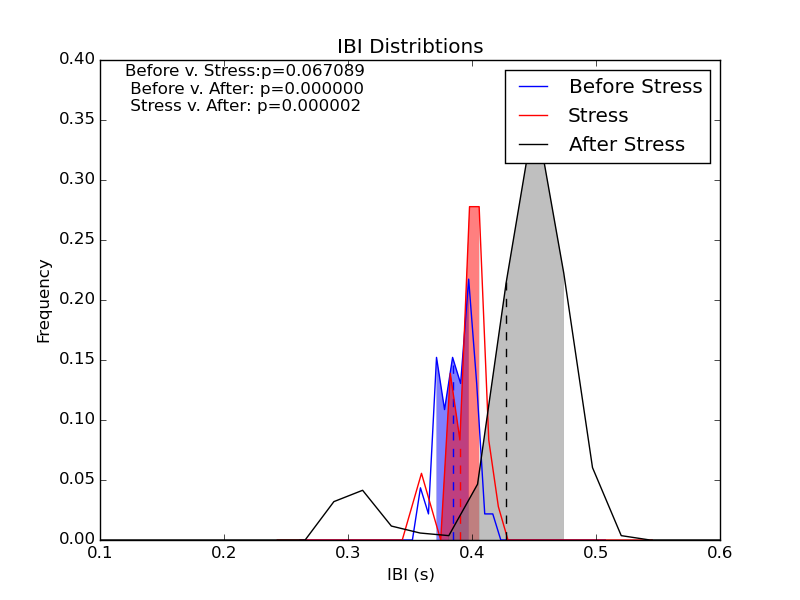 IBI Distribtions
Before v. Stress:p=0.067089
Before v. After: p=0.000000
Stress v. After: p=0.000002
Before Stress
Stress
After Stress
Frequency
0.40
0.35
0.30
0.25
0.20
0.15
0.10
0.05
0.00
0.1 0.2 0.3 0.4 0.5 0.6
IBI (s)